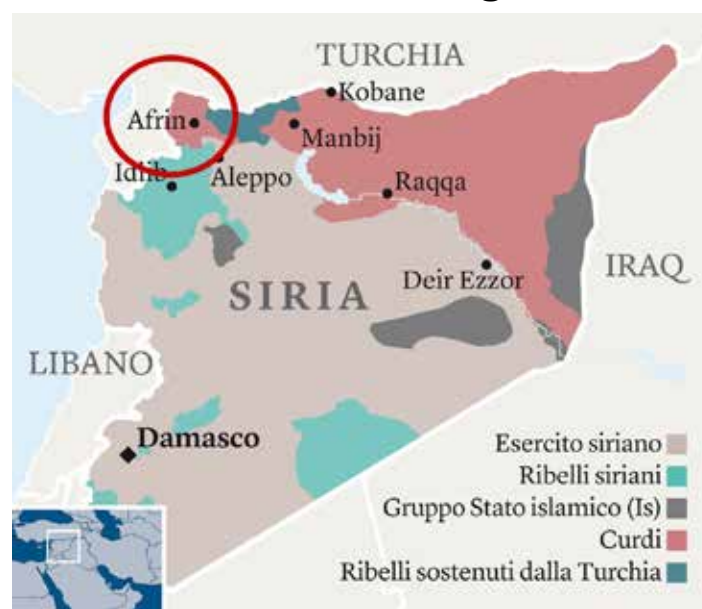 TURCHIA
Kobane
Afrin
Manbij
Idlib
Aleppo
Raqqa
Deir Ezzor
IRAQ
SIRIA
LIBANO
Damasco
Esercito siriano
Ribelli siriani
Gruppo Stato islamico (Is)
Curdi
Ribelli sostenuti dalla Turchia